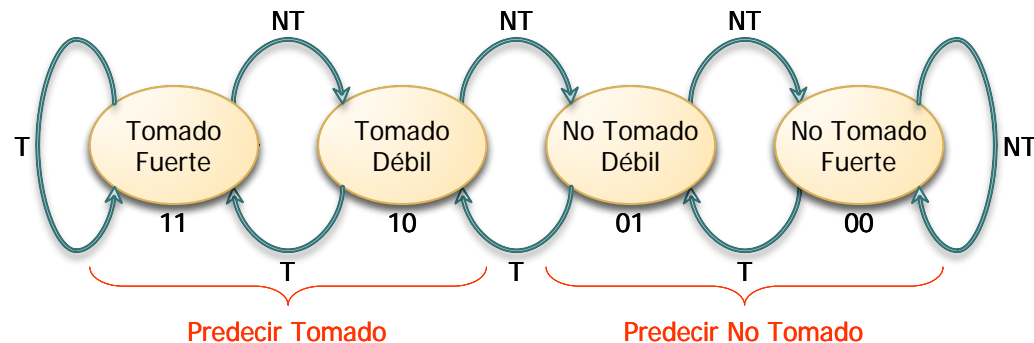 NT NT NT
Tomado Fuerte
Tomado Débil
No Tomado Débil
No Tomado Fuerte
T
NT
11 10 01 00
T T T
Predecir Tomado
Predecir No Tomado